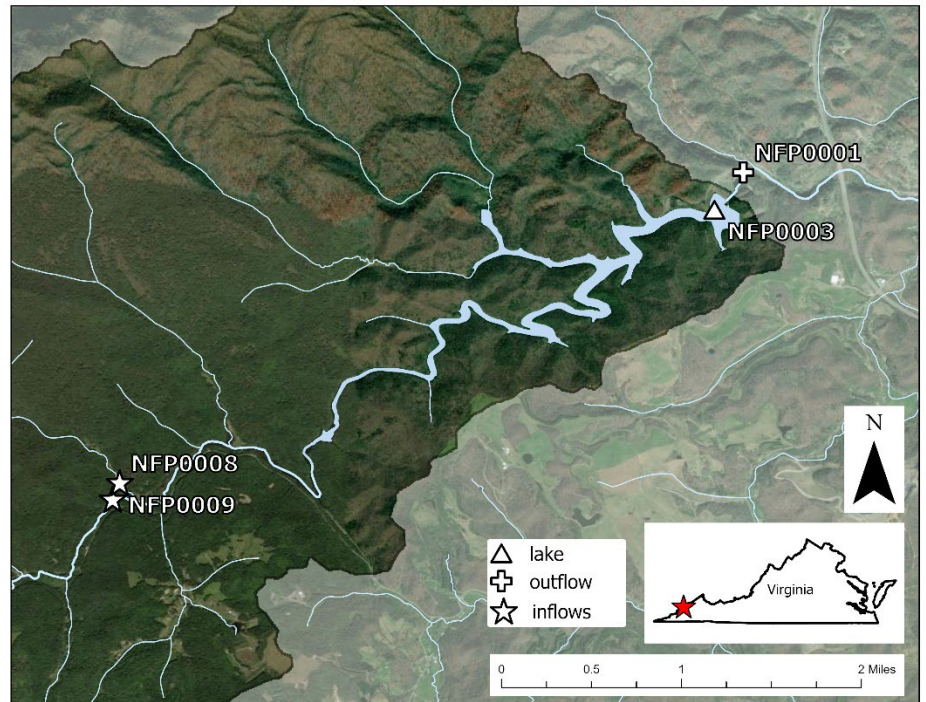 NFP0001
NFP0003
NFP0008
NFP0009
N
lake
outflow
inflows
Virginia
0 0.5 1 2 Miles